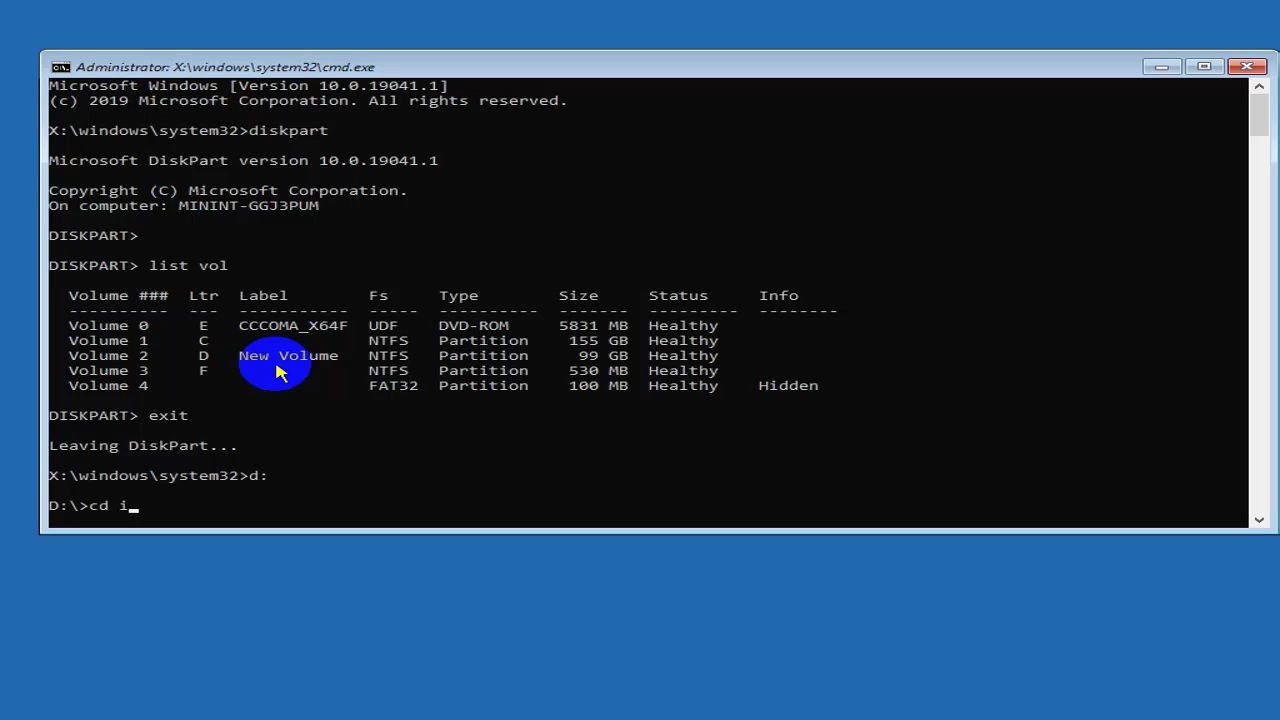 Administrator: X:\windows\system32\cmd.exe
Microsoft Windows [Version 10.0.19041.1]
(c) 2019 Microsoft Corporation. All rights reserved.
X:\windows\system32>diskpart
Microsoft DiskPart version 10.0.19041.1
Copyright (C) Microsoft Corporation.
On computer: MININT-GGJ3PUM
DISKPART>
DISKPART> list vol
Volume ### Ltr Label Fs Type Size Status Info
---------- --- ----------- ----- ---------- ------- --------- --------
Volume 0 E CCCOMA_X64F UDF DVD-ROM 5831 MB Healthy
Volume 1 C NTFS Partition 155 GB Healthy
Volume 2 D New Volume NTFS Partition 99 GB Healthy
Volume 3 F NTFS Partition 530 MB Healthy
Volume 4 FAT32 Partition 100 MB Healthy Hidden
DISKPART> exit
Leaving DiskPart...
X:\windows\system32>d:
D:\>cd i_